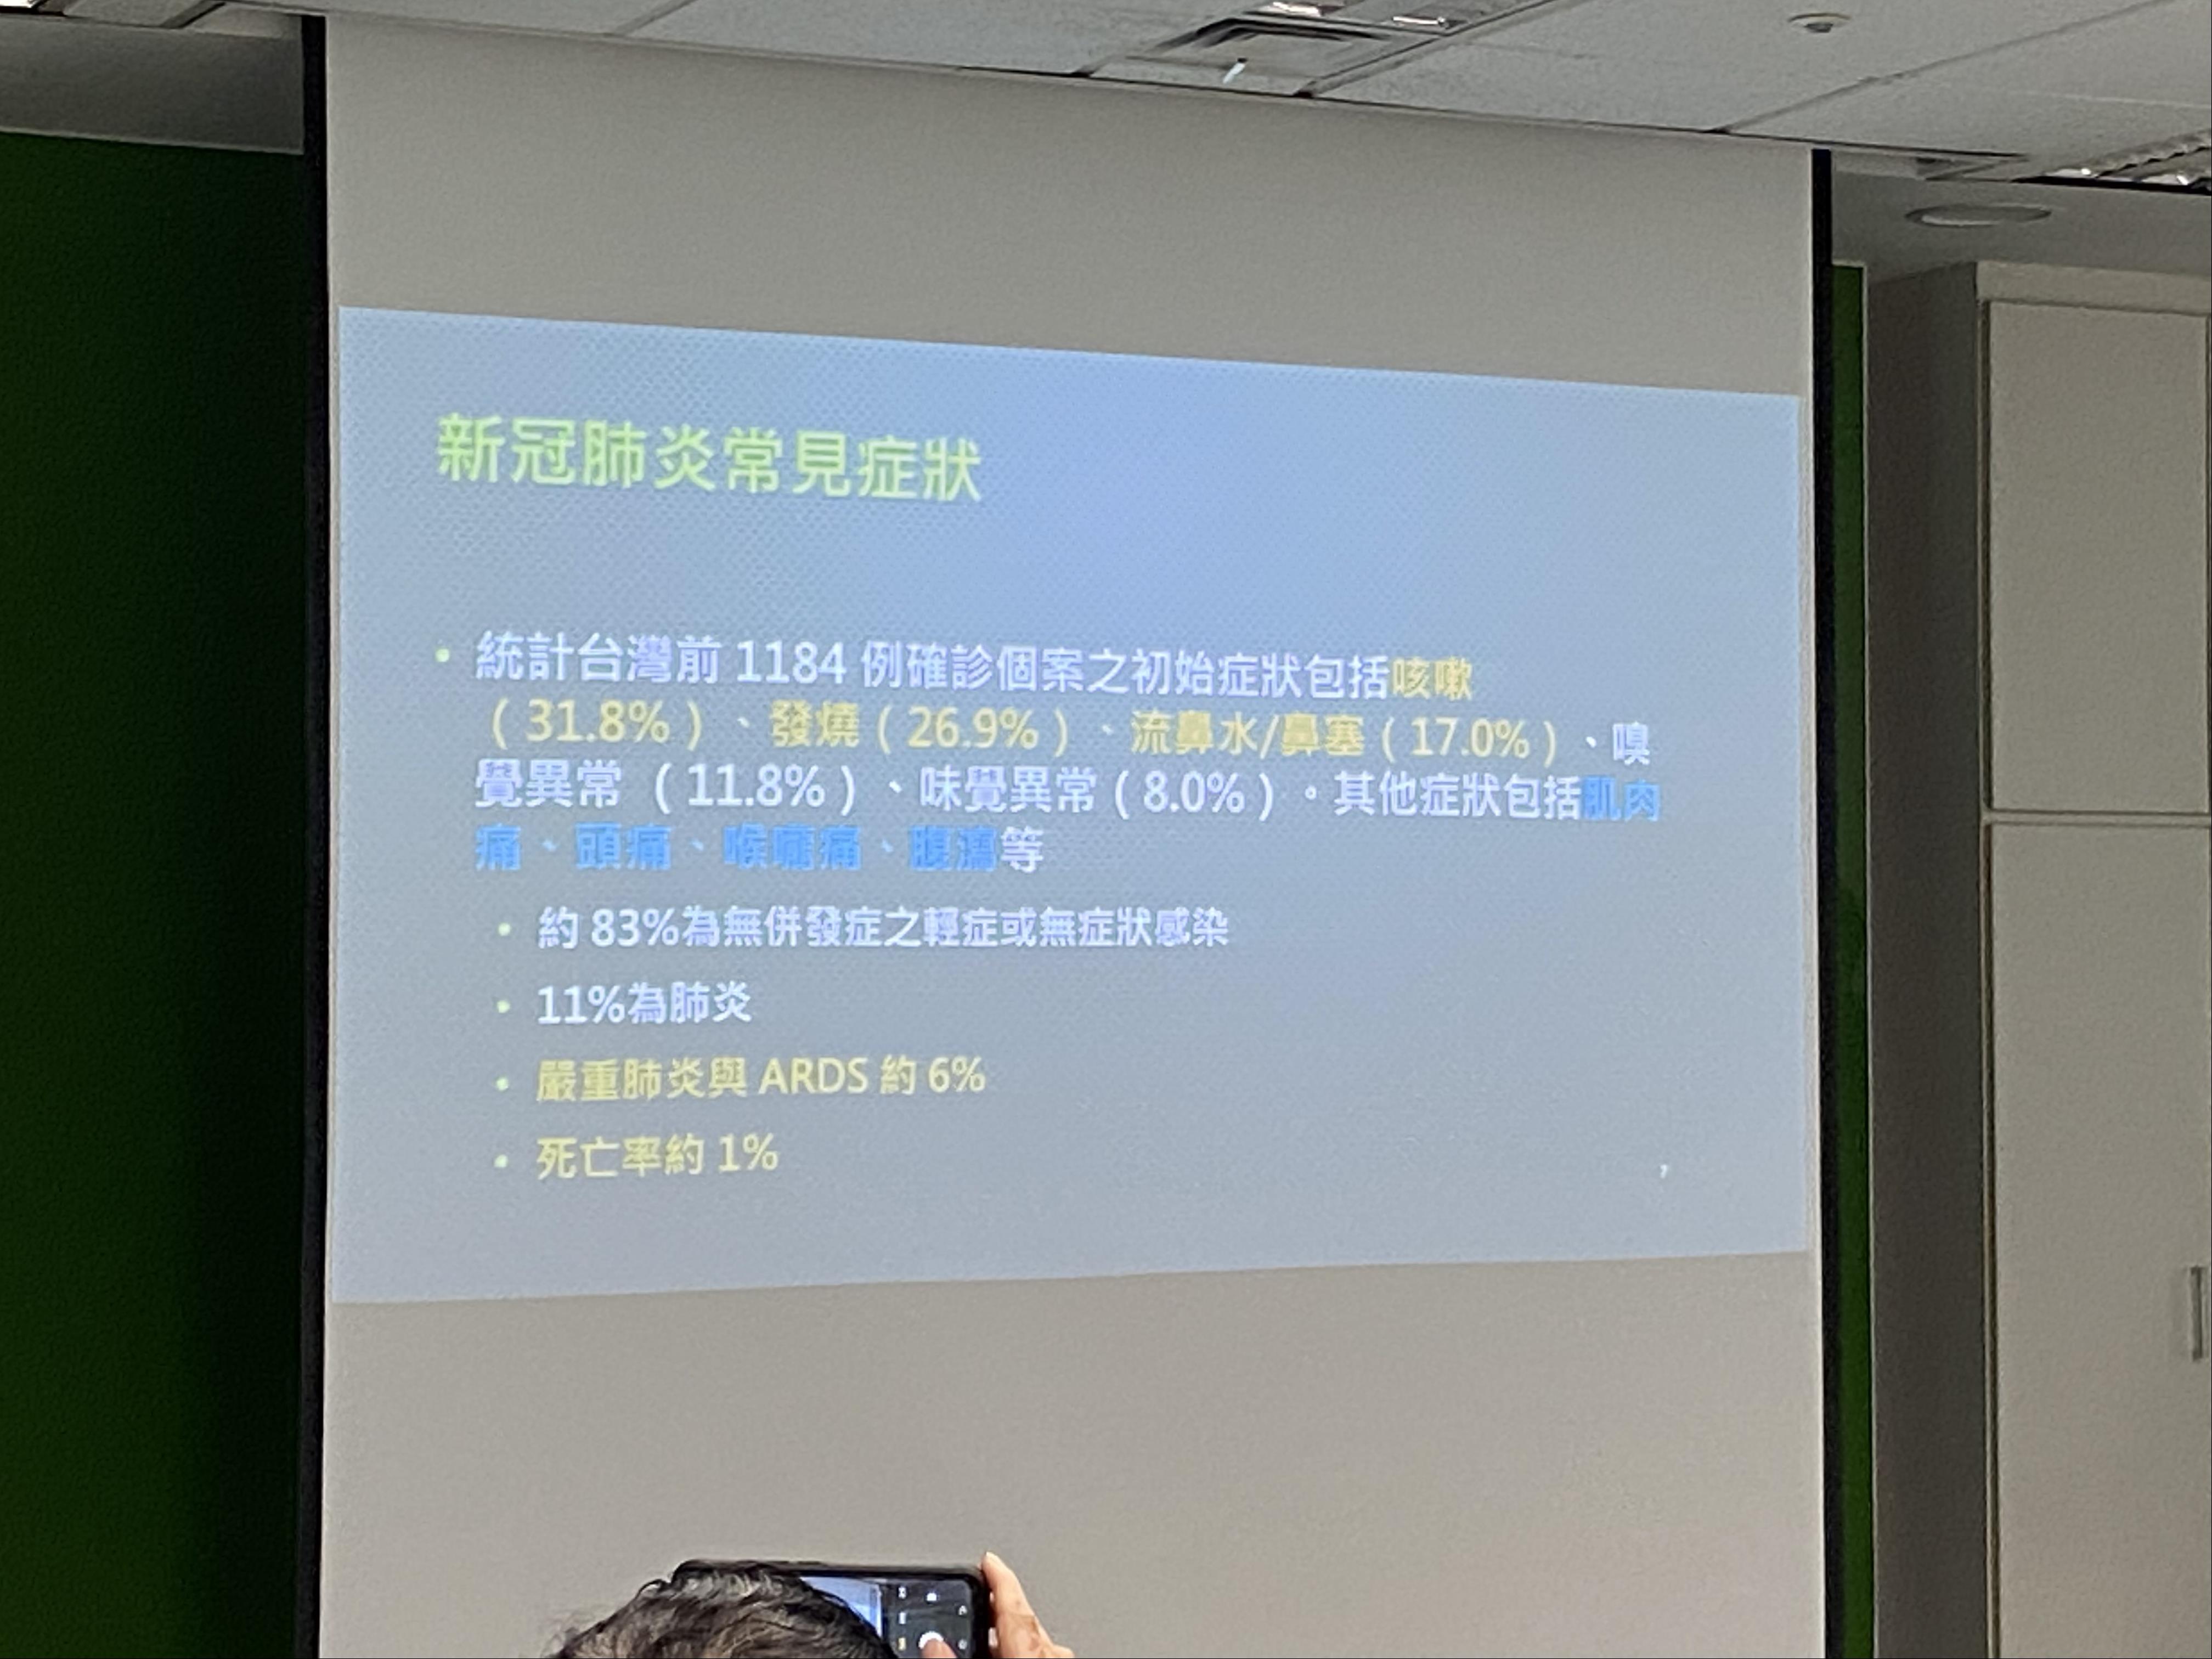 新冠肺炎常見症狀
• 統計台灣前 1184 例確診個案之初始症狀包括咳嗽
（31.8%）、發燒（26.9%）、流鼻水/鼻塞（17.0%）、嗅
覺異常 （11.8%）、味覺異常（8.0%）。其他症狀包括肌肉
痛、頭痛、喉嚨痛、腹瀉等
• 約 83%為無併發症之輕症或無症狀感染
• 11%為肺炎
• 嚴重肺炎與 ARDS 約 6%
• 死亡率約 1%